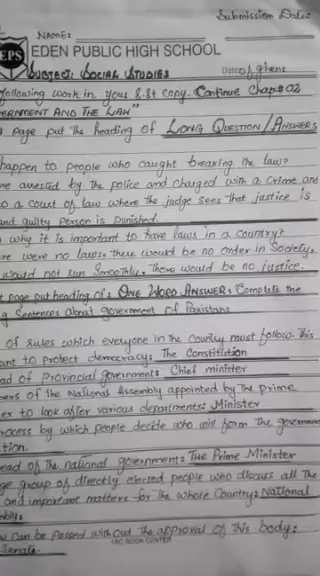 Submission Date:
NAME:
EPS
EDEN PUBLIC HIGH SCHOOL
SUBJECT: SOCIAL STUDIES Date of given:
following work in your S.St copy. Continue Chap#02
ERNMENT AND THE LAW"
page put the heading of LONG QUESTION/ANSWERS
happen to people who caught breaking the law?
re arrested by the police and charged with a crime and
o a court of law where the judge sees that justice is
and guilty person is punished.
why it is important to have laws in a country?
re were no laws, there would be no order in society.
would not run smoothly. There would be no justice.
page put heading of: ONE WORD ANSWER: Complete the
g sentences about government of Pakistan:
of rules which everyone in the country must follow. This
ant to protect democracy: The Constitution
ad of Provincial government: Chief minister
bers of the National Assembly appointed by the prime
er to look after various departments: Minister
rocess by which people decide who will form the governme
tion.
ead of the national government: The Prime Minister
ge group of directly elected people who discuss all the
and important matters for the whole country: National
mbly:
w can be passed without the approval of this body:
Senate.
BOOK CENTER